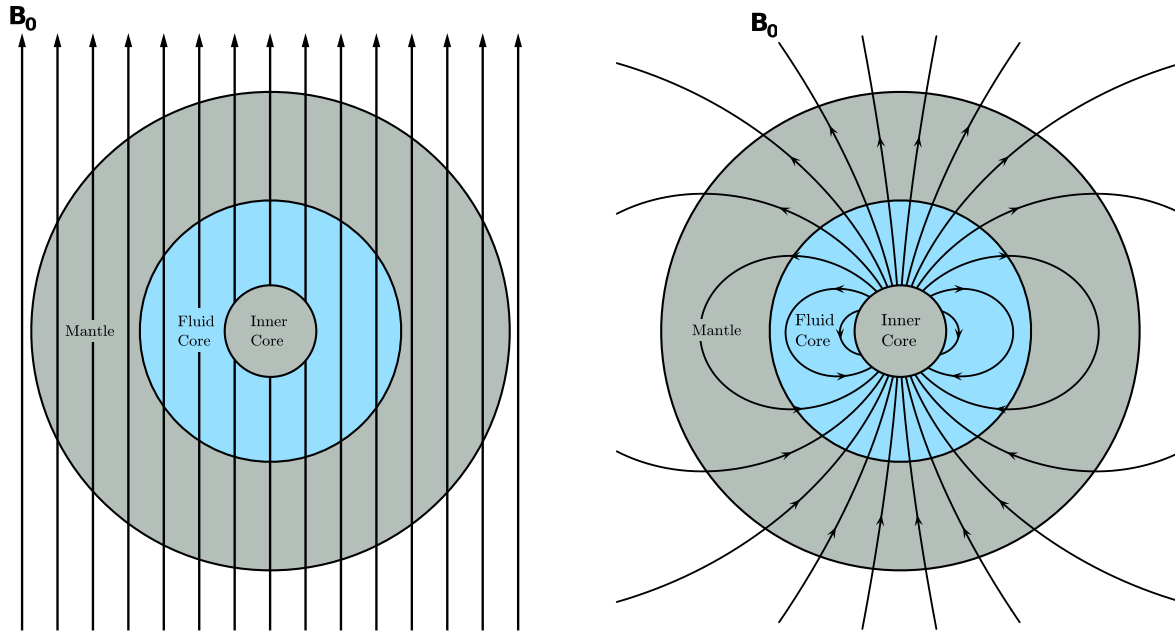 B₀
Mantle
Fluid
Core
Inner
Core
B₀
Mantle
Fluid
Core
Inner
Core